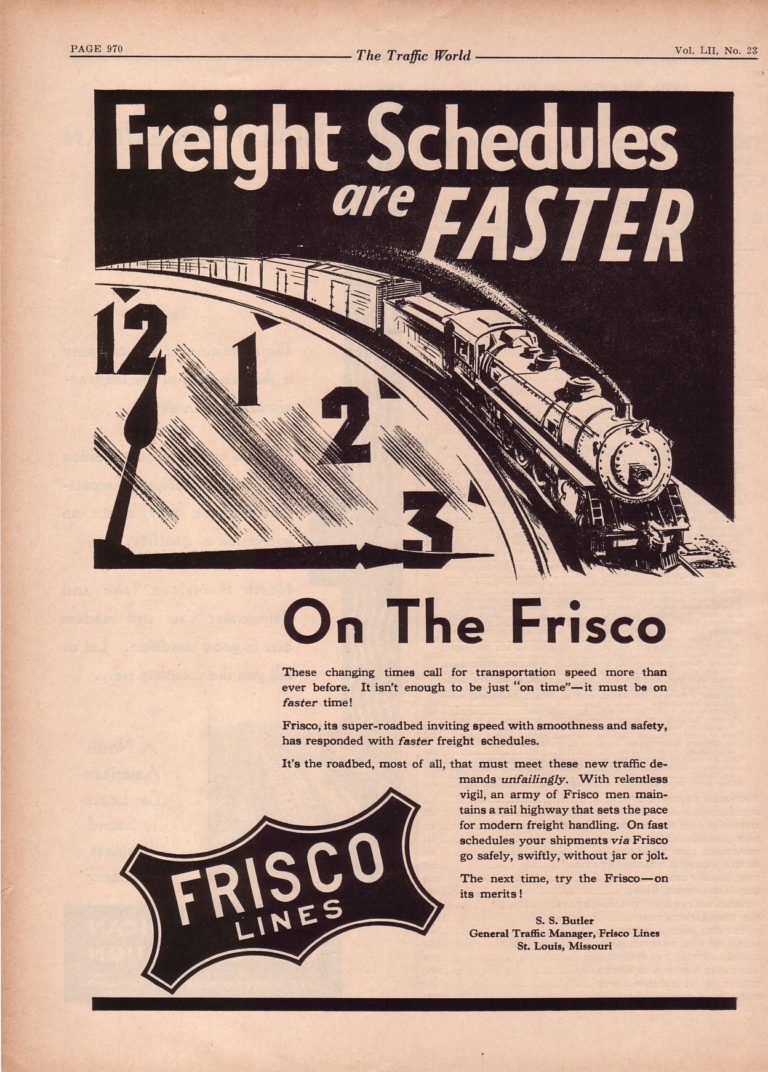 PAGE 970
The Traffic World
Vol. LII, No. 23
Freight Schedules
are FASTER
12
1
2
3
On The Frisco
These changing times call for transportation speed more than
ever before. It isn't enough to be just "on time"—it must be on
faster time!
Frisco, its super-roadbed inviting speed with smoothness and safety,
has responded with faster freight schedules.
It's the roadbed, most of all, that must meet these new traffic de-
mands unfailingly. With relentless
vigil, an army of Frisco men main-
tains a rail highway that sets the pace
for modern freight handling. On fast
schedules your shipments via Frisco
go safely, swiftly, without jar or jolt.
The next time, try the Frisco—on
its merits!
S. S. Butler
General Traffic Manager, Frisco Lines
St. Louis, Missouri
FRISCO
LINES